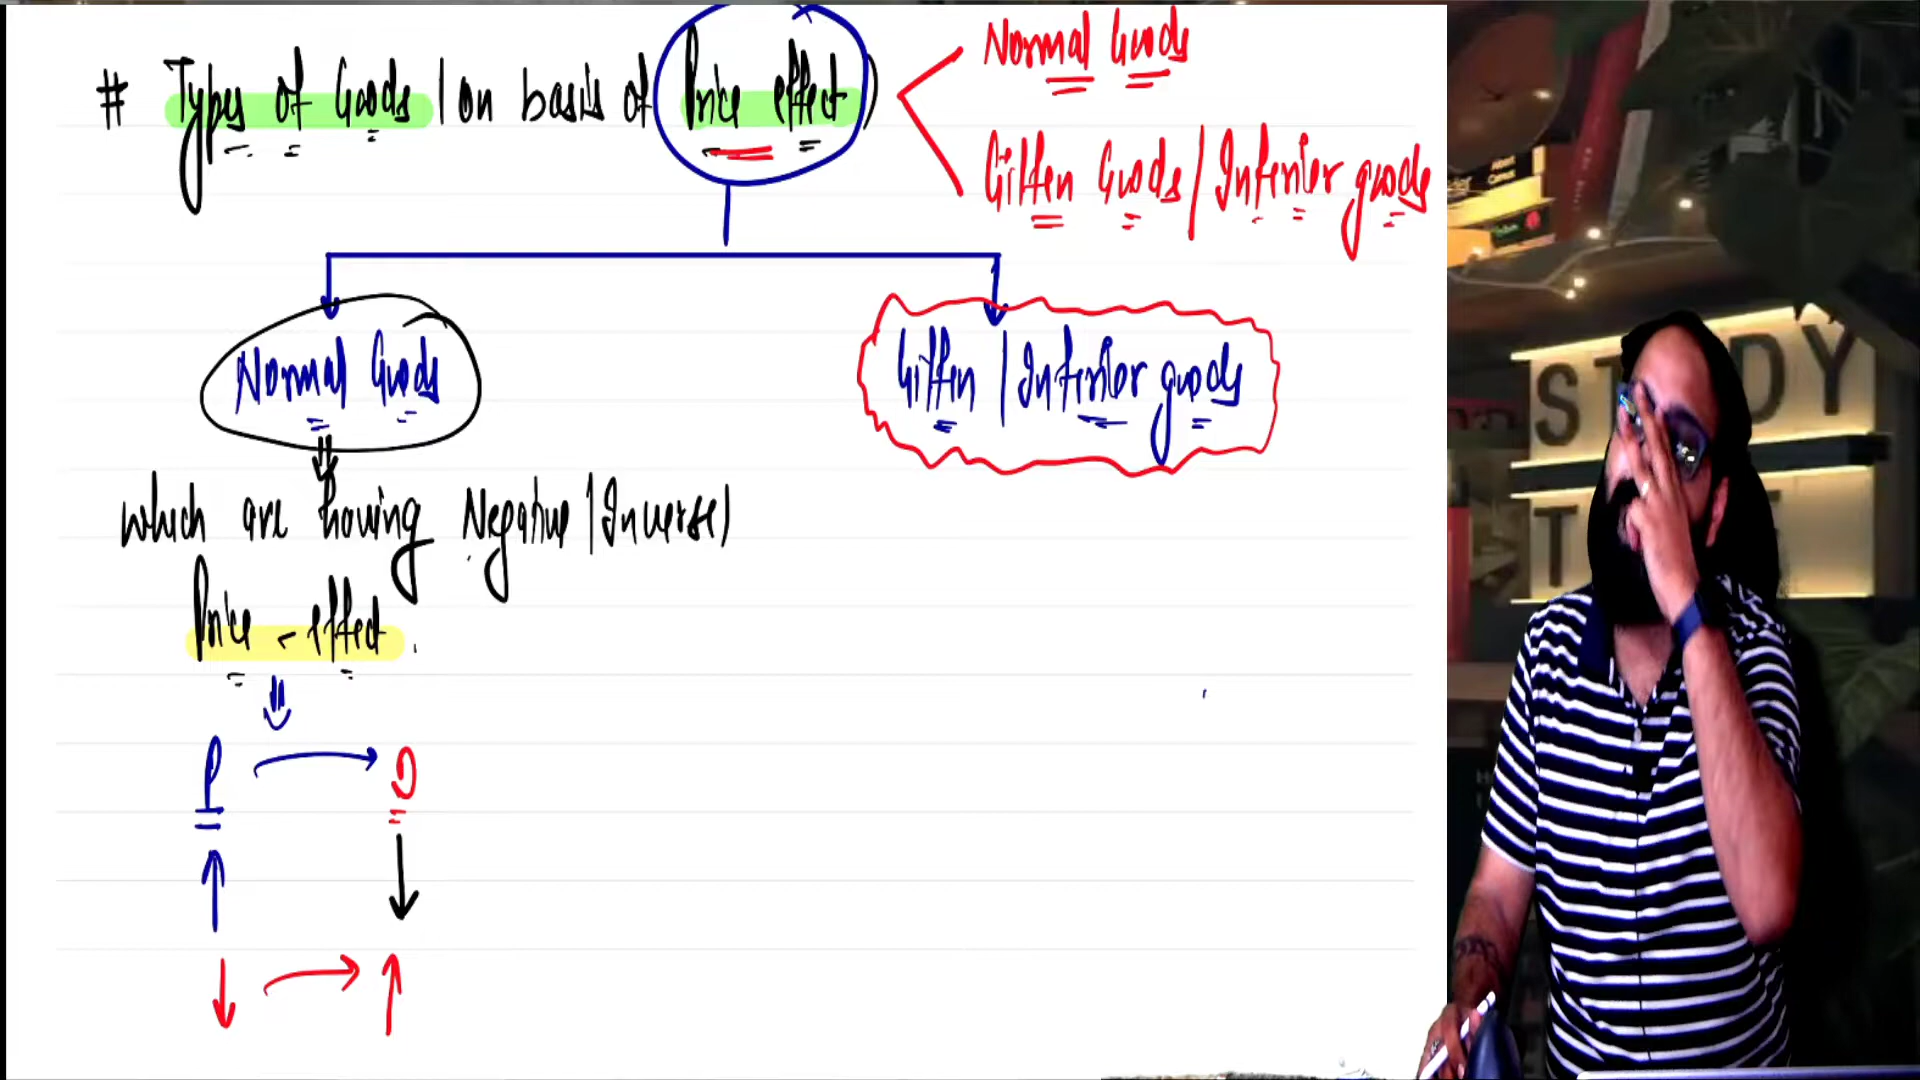 # Types of Goods (on basis of Price effect)
Normal Goods
Giffen Goods / Inferior goods
Normal Goods
Giffen / Inferior goods
which are having Negative (Inverse)
Price - effect.
P → D
↑ ↓
↓ → ↑
STUDY